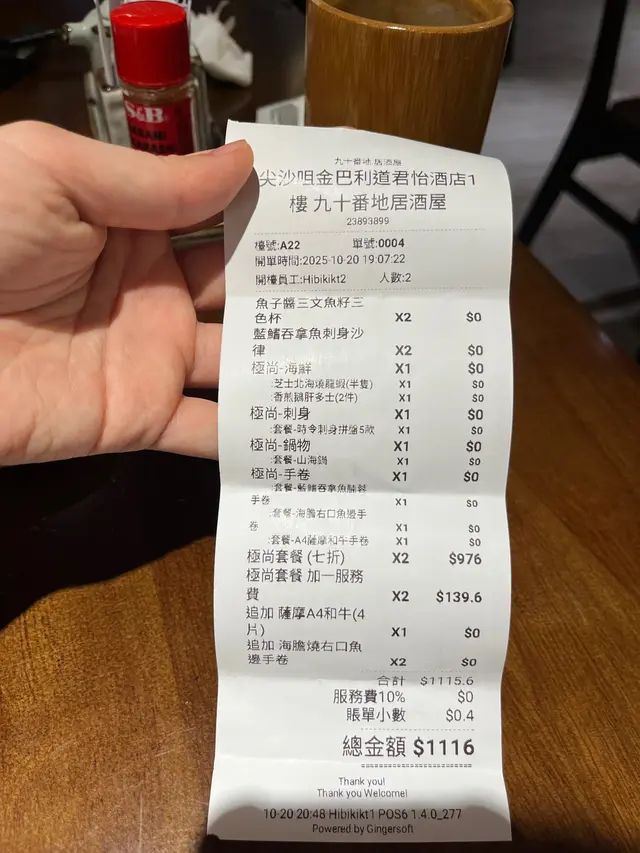 S&B
九十番地 居酒屋
尖沙咀金巴利道君怡酒店1
樓 九十番地居酒屋
23893899
檯號:A22 單號:0004
開單時間:2025-10-20 19:07:22
開檯員工:Hibikikt2 人數:2
魚子醬三文魚籽三
色杯 X2 $0
藍鰭吞拿魚刺身沙
律 X2 $0
極尚-海鮮 X1 $0
:芝士北海燒龍蝦(半隻) X1 $0
:香煎鵝肝多士(2件) X1 $0
極尚-刺身 X1 $0
:套餐-時令刺身拼盤5款 X1 $0
極尚-鍋物 X1 $0
:套餐-山海鍋 X1 $0
極尚-手卷 X1 $0
:套餐-藍鰭吞拿魚腩蓉
手卷 X1 $0
:套餐-海膽右口魚邊手
卷 X1 $0
:套餐-A4薩摩和牛手卷 X1 $0
極尚套餐 (七折) X2 $976
極尚套餐 加一服務
費 X2 $139.6
追加 薩摩A4和牛(4
片) X1 $0
追加 海膽燒右口魚
邊手卷 X2 $0
合計 $1115.6
服務費10% $0
賬單小數 $0.4
總金額 $1116
Thank you!
Thank you Welcome!
10-20 20:48 Hibikikt1 POS6 1.4.0_277
Powered by Gingersoft